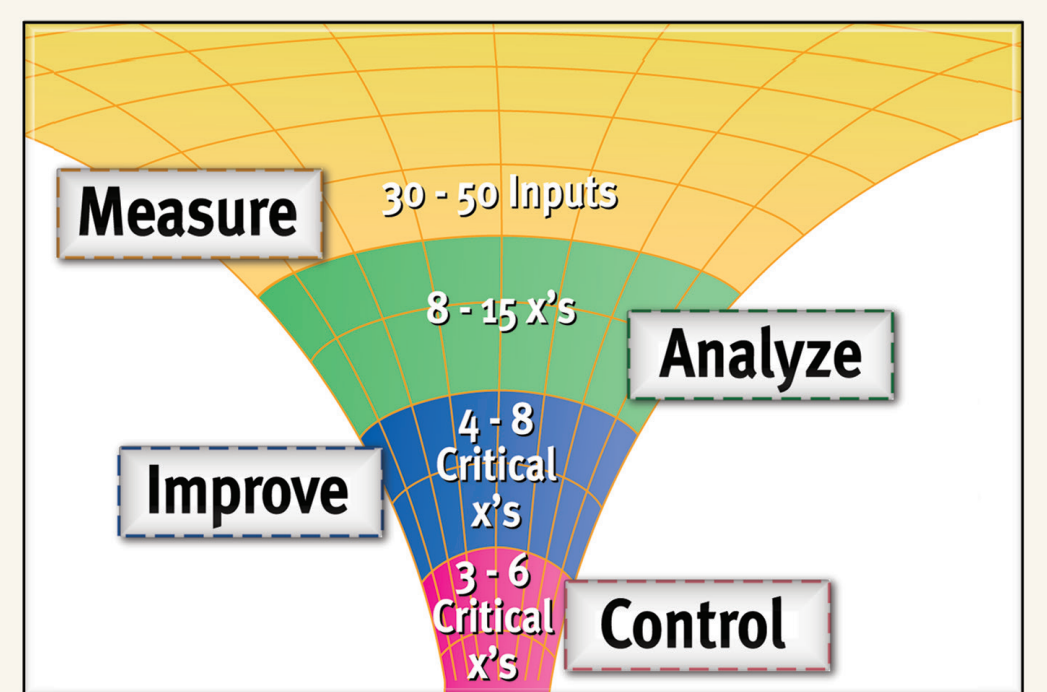 Measure
30 - 50 Inputs
8 - 15 x's
Analyze
4 - 8
Critical
x's
Improve
3 - 6
Critical
x's
Control